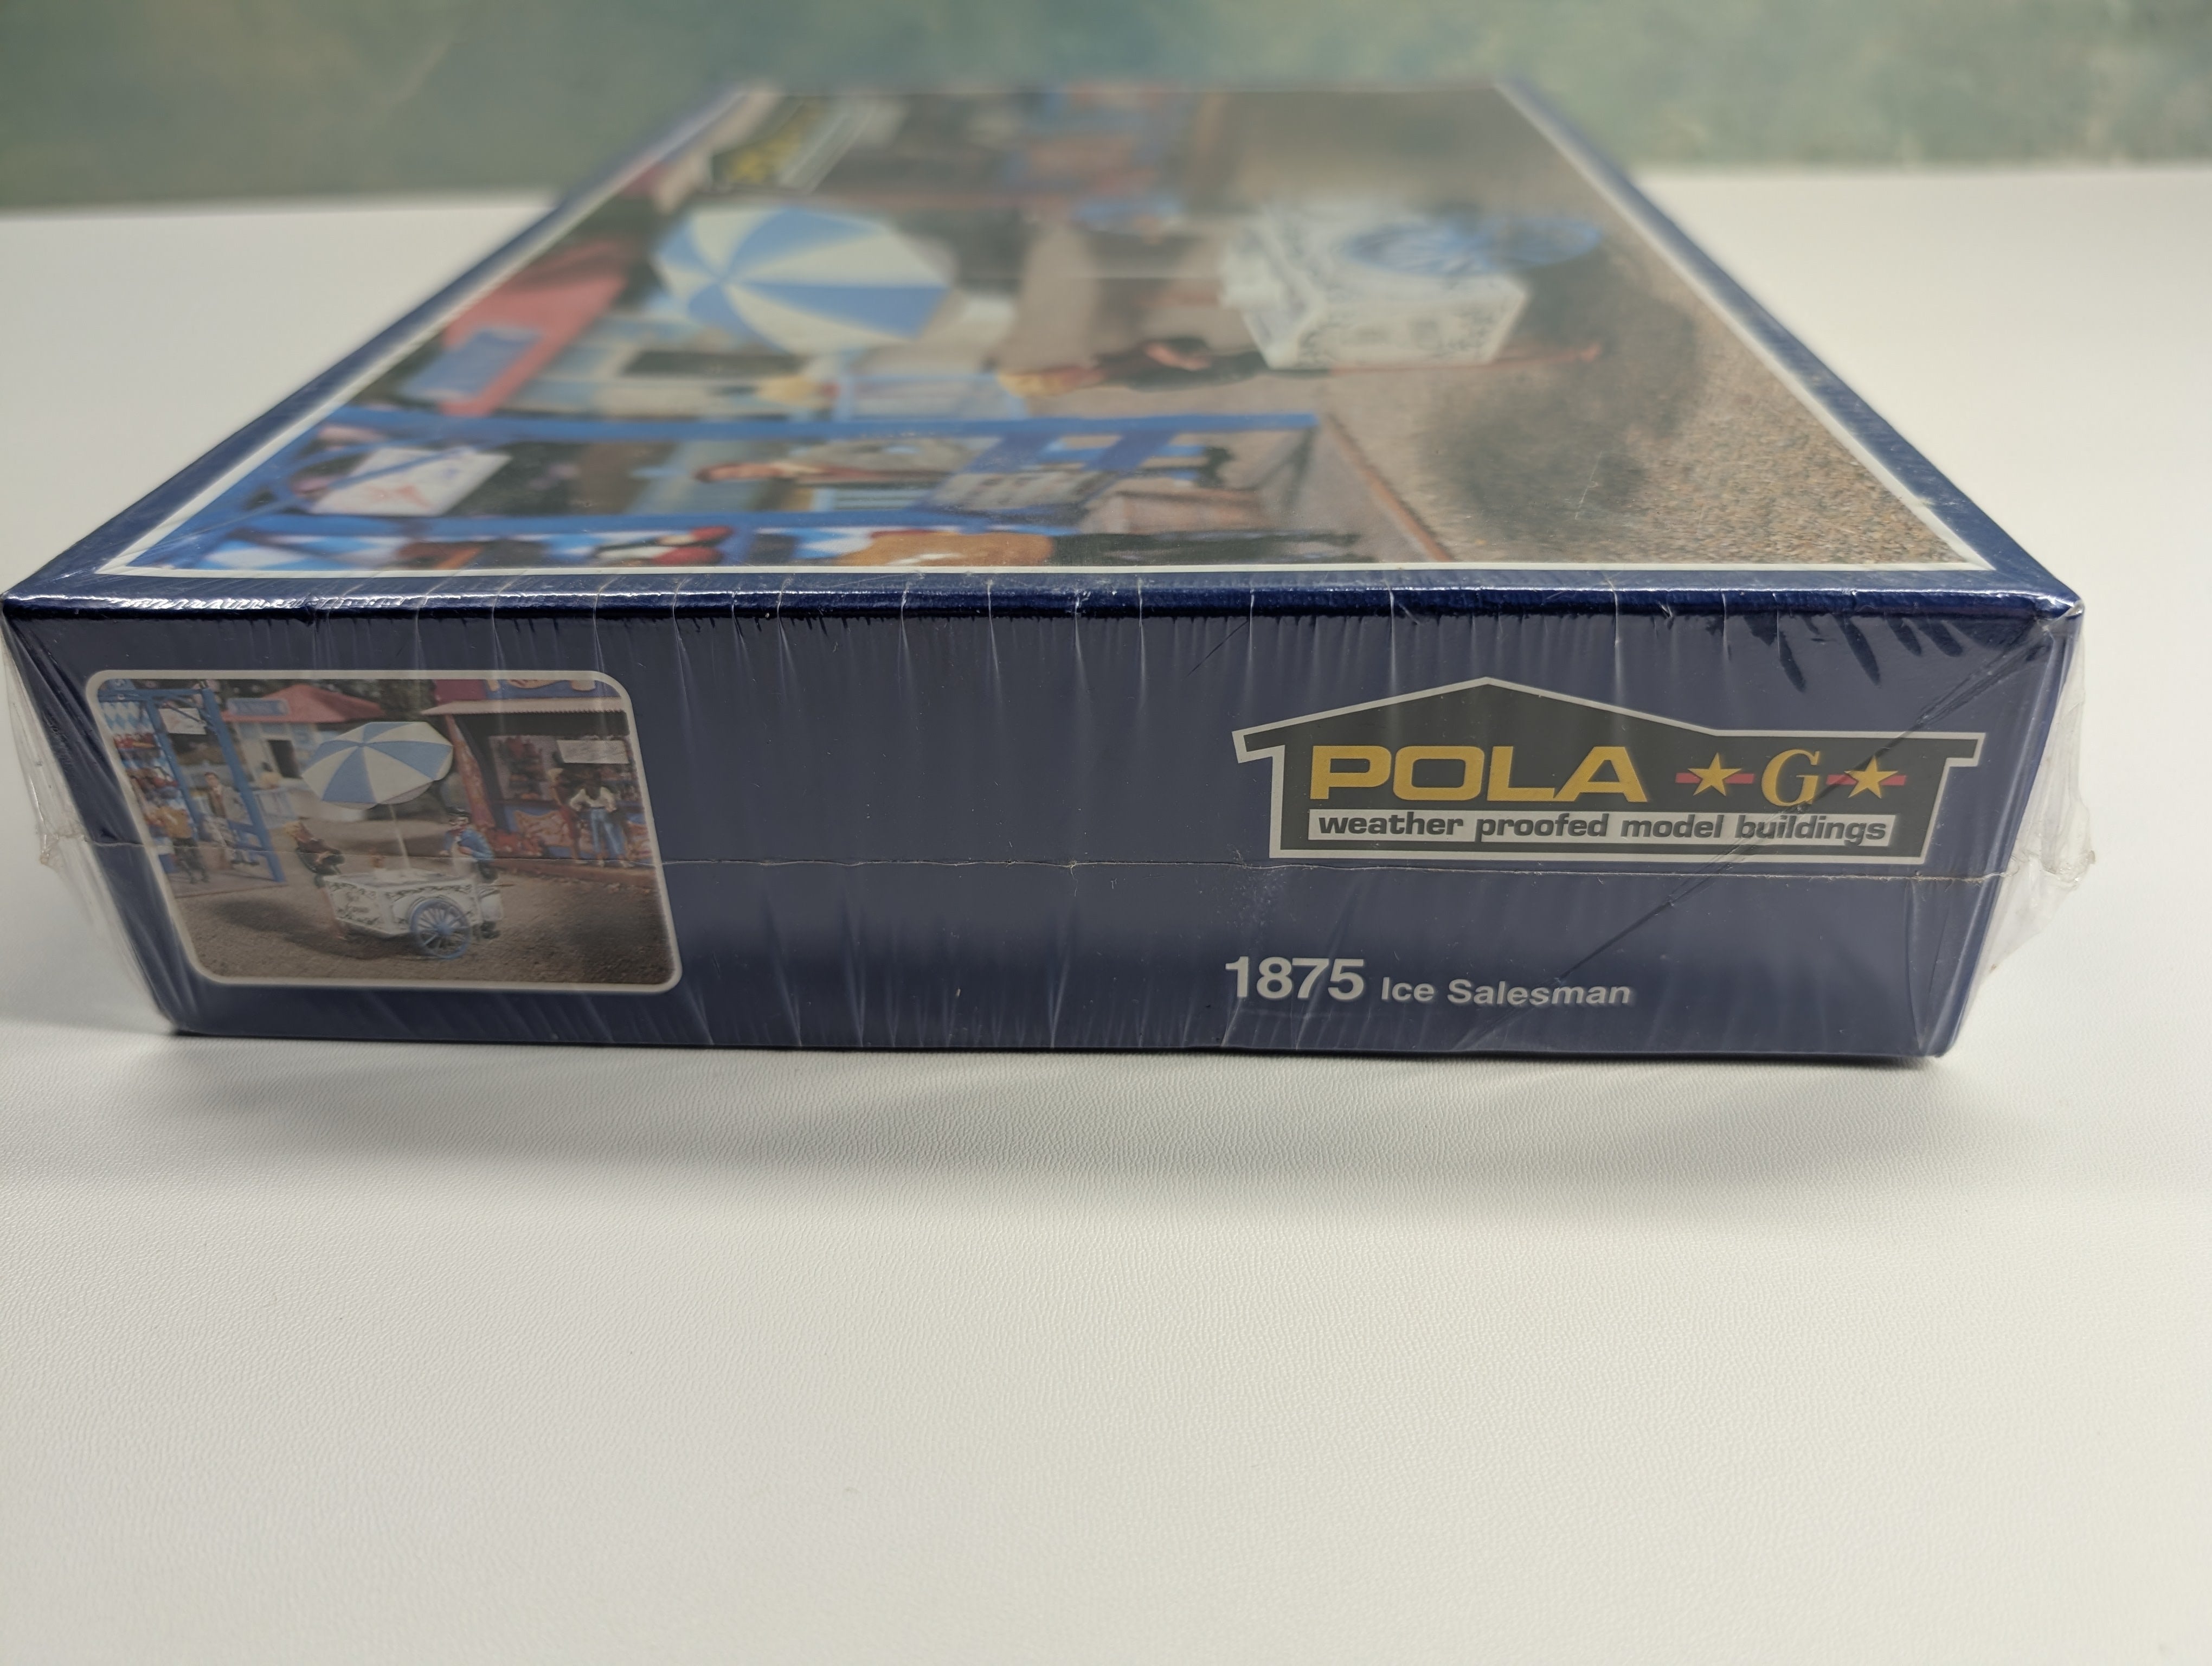 POLA G
weather proofed model buildings
1875 Ice Salesman